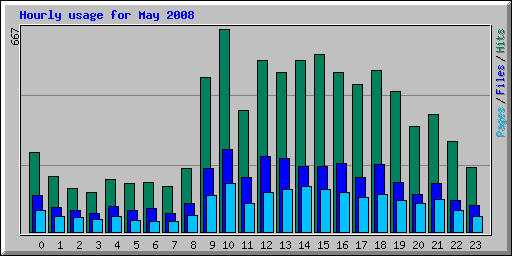 Hourly usage for May 2008
667
Pages / Files / Hits
0 1 2 3 4 5 6 7 8 9 10 11 12 13 14 15 16 17 18 19 20 21 22 23